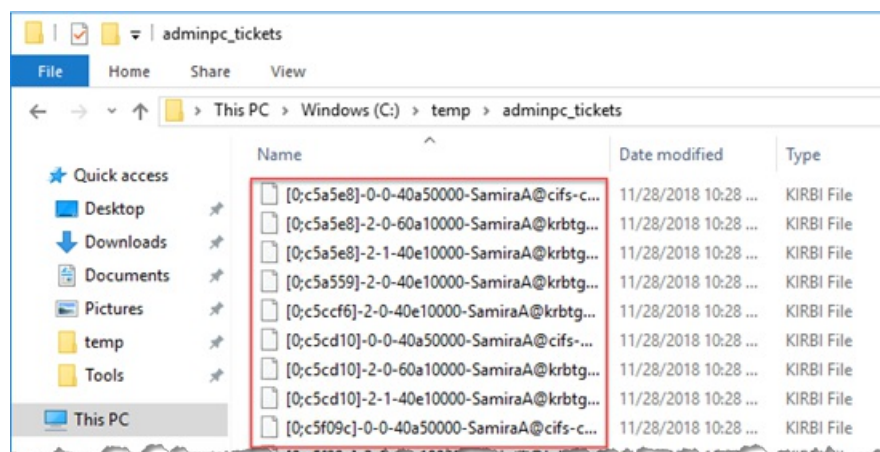 adminpc_tickets
File Home Share View
This PC > Windows (C:) > temp > adminpc_tickets
Name Date modified Type
Quick access
Desktop
Downloads
Documents
Pictures
temp
Tools
This PC
[0;c5a5e8]-0-0-40a50000-SamiraA@cifs-c... 11/28/2018 10:28 ... KIRBI File
[0;c5a5e8]-2-0-60a10000-SamiraA@krbtg... 11/28/2018 10:28 ... KIRBI File
[0;c5a5e8]-2-1-40e10000-SamiraA@krbtg... 11/28/2018 10:28 ... KIRBI File
[0;c5a559]-2-0-40e10000-SamiraA@krbtg... 11/28/2018 10:28 ... KIRBI File
[0;c5ccf6]-2-0-40e10000-SamiraA@krbtg... 11/28/2018 10:28 ... KIRBI File
[0;c5cd10]-0-0-40a50000-SamiraA@cifs-... 11/28/2018 10:28 ... KIRBI File
[0;c5cd10]-2-0-60a10000-SamiraA@krbtg... 11/28/2018 10:28 ... KIRBI File
[0;c5cd10]-2-1-40e10000-SamiraA@krbtg... 11/28/2018 10:28 ... KIRBI File
[0;c5f09c]-0-0-40a50000-SamiraA@cifs-c... 11/28/2018 10:28 ... KIRBI File